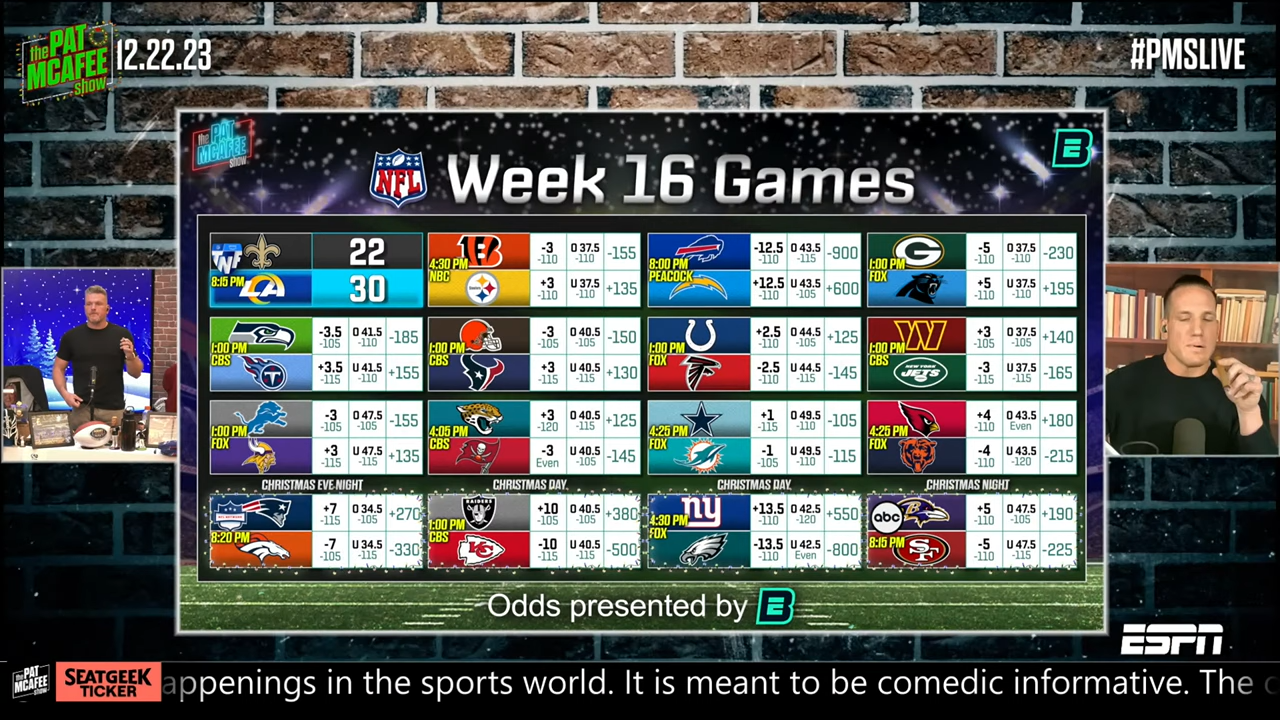 the PAT MCAFEE show
12.22.23
#PMSLIVE
the PAT MCAFEE show
NFL
Week 16 Games
TNF
8:15 PM
22
30
4:30 PM
NBC
-3 -110 O 37.5 -110 -155
+3 -110 U 37.5 -110 +135
8:00 PM
PEACOCK
-12.5 -110 O 43.5 -115 -900
+12.5 -110 U 43.5 -105 +600
1:00 PM
FOX
-5 -110 O 37.5 -110 -230
+5 -110 U 37.5 -110 +195
1:00 PM
CBS
-3.5 -105 O 41.5 -110 -185
+3.5 -115 U 41.5 -110 +155
1:00 PM
CBS
-3 -105 O 40.5 -105 -150
+3 -115 U 40.5 -115 +130
1:00 PM
FOX
+2.5 -110 O 44.5 -105 +125
-2.5 -110 U 44.5 -115 -145
1:00 PM
CBS
NEW YORK
JETS
+3 -105 O 37.5 -105 +140
-3 -115 U 37.5 -115 -165
1:00 PM
FOX
-3 -105 O 47.5 -105 -155
+3 -115 U 47.5 -115 +135
4:05 PM
CBS
+3 -120 O 40.5 -115 +125
-3 Even U 40.5 -105 -145
4:25 PM
FOX
+1 -115 O 49.5 -110 -105
-1 -105 U 49.5 -110 -115
4:25 PM
FOX
+4 -110 O 43.5 Even +180
-4 -110 U 43.5 -120 -215
CHRISTMAS EVE NIGHT
CHRISTMAS DAY
CHRISTMAS DAY
CHRISTMAS NIGHT
8:20 PM
+7 -115 O 34.5 -105 +270
-7 -105 U 34.5 -115 -330
RAIDERS
1:00 PM
CBS
KC
+10 -105 O 40.5 -105 +380
-10 -115 U 40.5 -115 -500
ny
4:30 PM
FOX
+13.5 -110 O 42.5 -120 +550
-13.5 -110 U 42.5 Even -800
abc
8:15 PM
SF
+5 -110 O 47.5 -105 +190
-5 -110 U 47.5 -115 -225
Odds presented by
ESPN
the PAT MCAFEE show
SEATGEEK
TICKER
appenings in the sports world. It is meant to be comedic informative. The